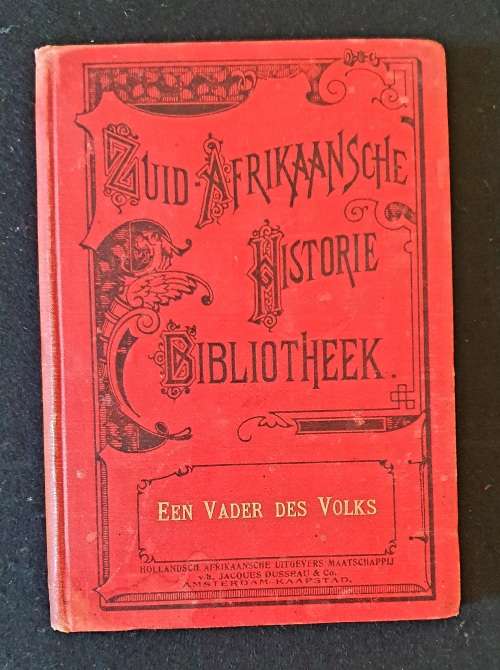 ZUID-AFRIKAANSCHE
HISTORIE
BIBLIOTHEEK.
EEN VADER DES VOLKS
HOLLANDSCH AFRIKAANSCHE UITGEVERS MAATSCHAPPIJ
v/h. JACQUES DUSSEAU & Co.
AMSTERDAM-KAAPSTAD.